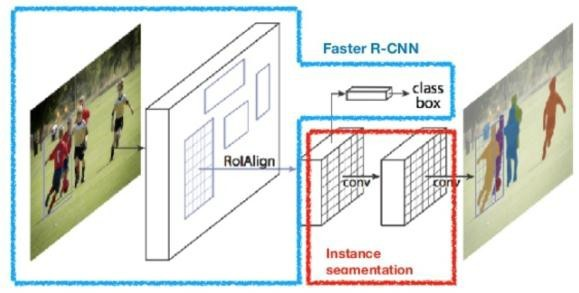 Faster R-CNN
class
box
RoIAlign
conv
conv
Instance
segmentation